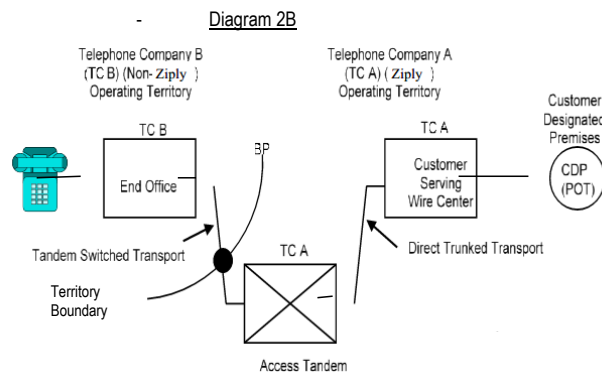 - Diagram 2B
Telephone Company B
(TC B) (Non- Ziply )
Operating Territory
Telephone Company A
(TC A) ( Ziply )
Operating Territory
Customer
Designated
Premises
TC B
End Office
BP
TC A
Customer
Serving
Wire Center
CDP
(POT)
Tandem Switched Transport
TC A
Direct Trunked Transport
Territory
Boundary
Access Tandem